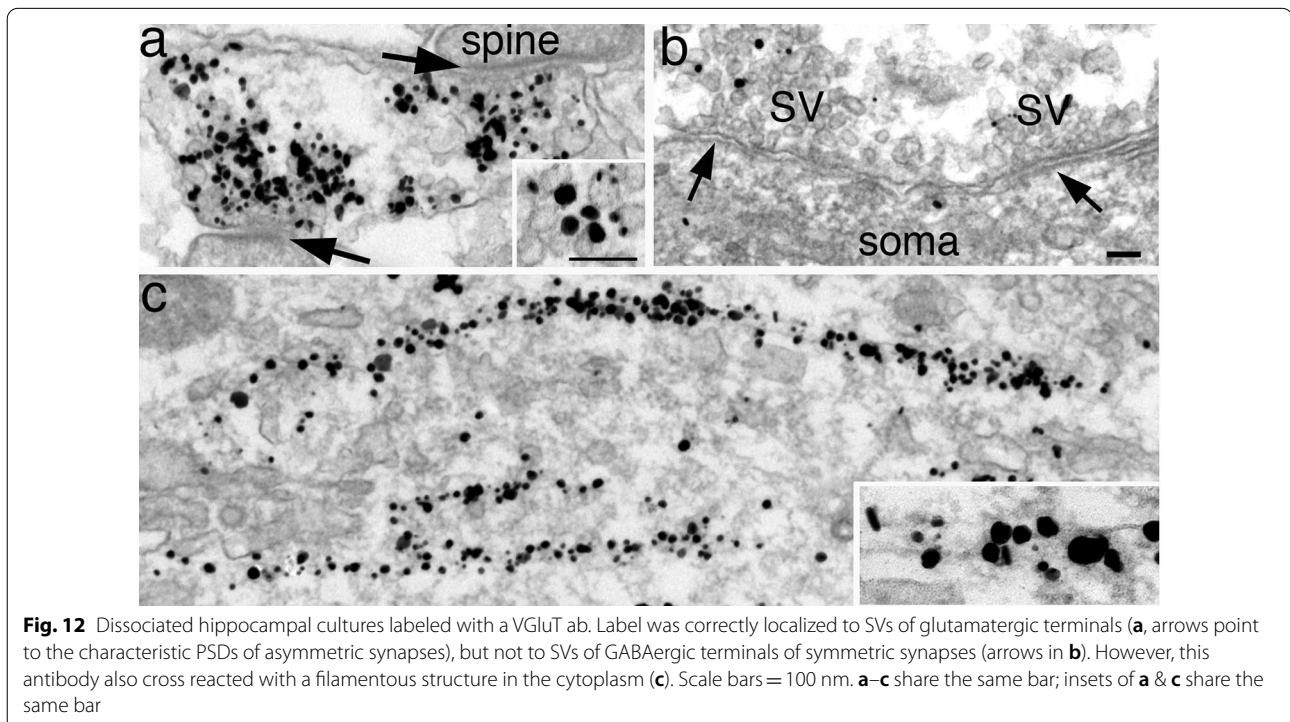 a
spine
b
SV
SV
soma
c
Fig. 12 Dissociated hippocampal cultures labeled with a VGluT ab. Label was correctly localized to SVs of glutamatergic terminals (a, arrows point
to the characteristic PSDs of asymmetric synapses), but not to SVs of GABAergic terminals of symmetric synapses (arrows in b). However, this
antibody also cross reacted with a filamentous structure in the cytoplasm (c). Scale bars = 100 nm. a–c share the same bar; insets of a & c share the
same bar